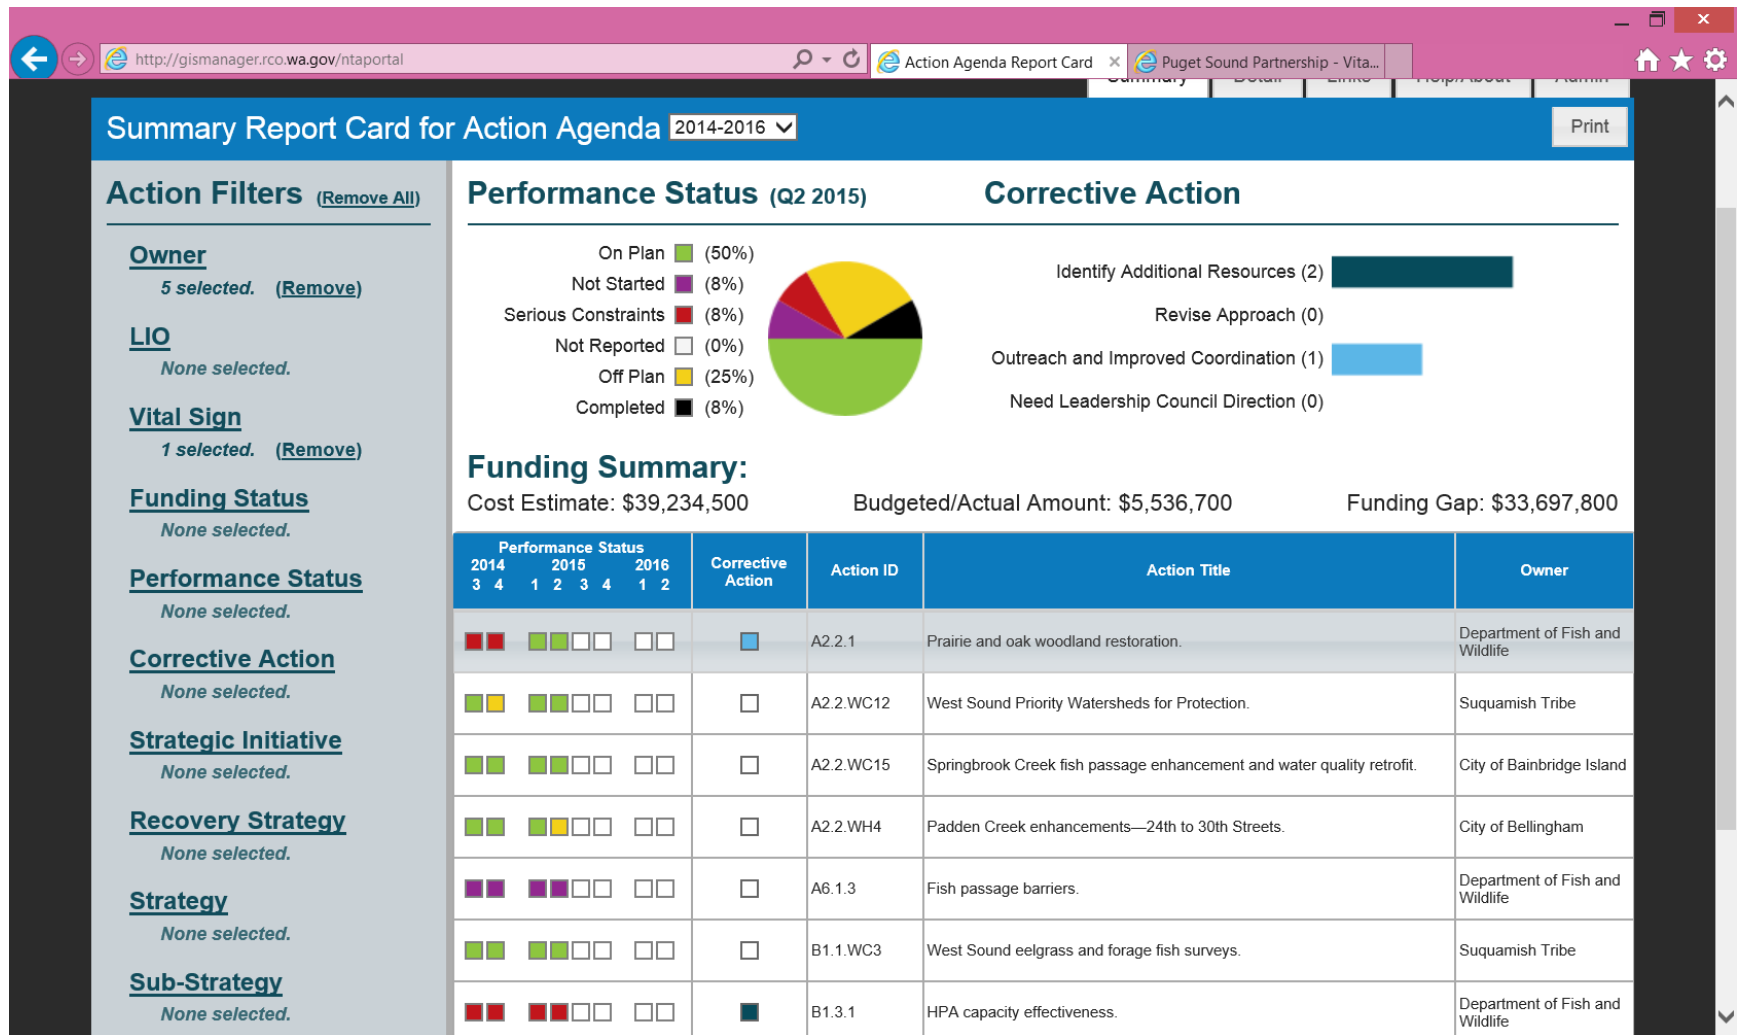 http://gismanager.rco.wa.gov/ntaportal
Action Agenda Report Card
Puget Sound Partnership - Vita...
Summary Detail Links Help/About Admin
Summary Report Card for Action Agenda 2014-2016
Print
Action Filters (Remove All)
Owner
5 selected. (Remove)
LIO
None selected.
Vital Sign
1 selected. (Remove)
Funding Status
None selected.
Performance Status
None selected.
Corrective Action
None selected.
Strategic Initiative
None selected.
Recovery Strategy
None selected.
Strategy
None selected.
Sub-Strategy
None selected.
Performance Status (Q2 2015)
On Plan (50%)
Not Started (8%)
Serious Constraints (8%)
Not Reported (0%)
Off Plan (25%)
Completed (8%)
Corrective Action
Identify Additional Resources (2)
Revise Approach (0)
Outreach and Improved Coordination (1)
Need Leadership Council Direction (0)
Funding Summary:
Cost Estimate: $39,234,500 Budgeted/Actual Amount: $5,536,700 Funding Gap: $33,697,800
Performance Status
2014 2015 2016
3 4 1 2 3 4 1 2
Corrective
Action
Action ID
Action Title
Owner
A2.2.1 Prairie and oak woodland restoration. Department of Fish and
Wildlife
A2.2.WC12 West Sound Priority Watersheds for Protection. Suquamish Tribe
A2.2.WC15 Springbrook Creek fish passage enhancement and water quality retrofit. City of Bainbridge Island
A2.2.WH4 Padden Creek enhancements—24th to 30th Streets. City of Bellingham
A6.1.3 Fish passage barriers. Department of Fish and
Wildlife
B1.1.WC3 West Sound eelgrass and forage fish surveys. Suquamish Tribe
B1.3.1 HPA capacity effectiveness. Department of Fish and
Wildlife